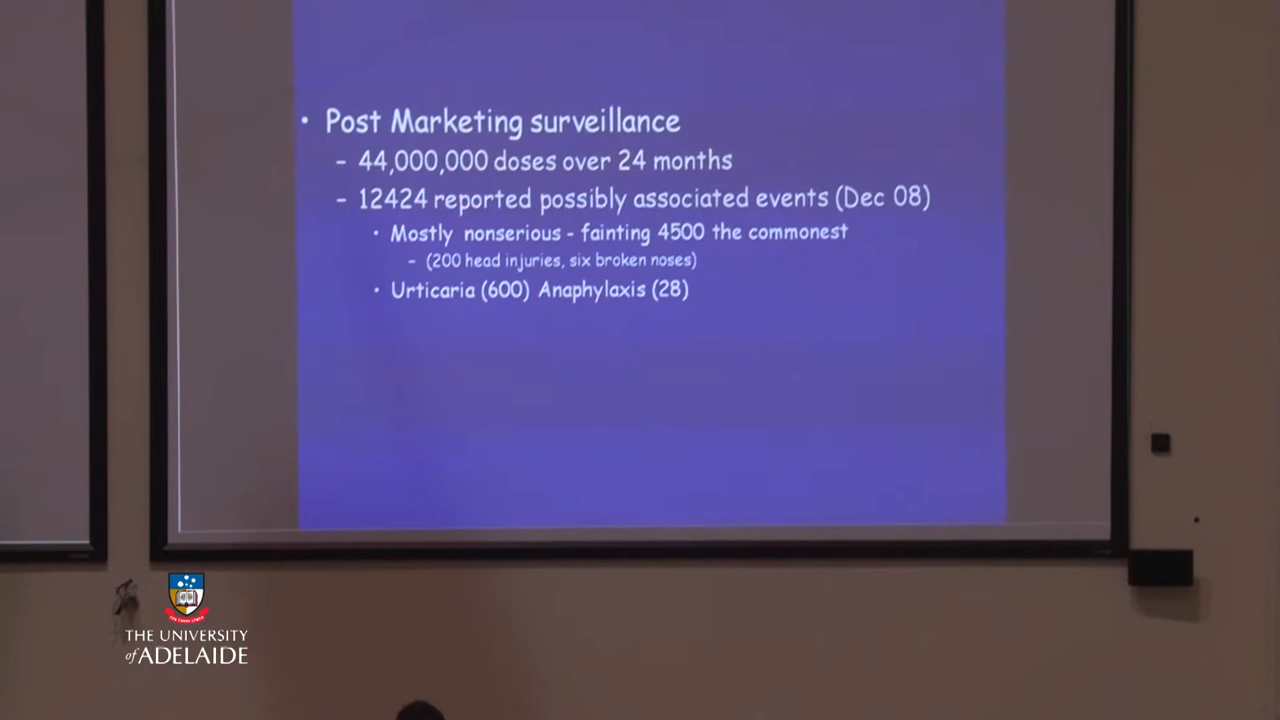 • Post Marketing surveillance
- 44,000,000 doses over 24 months
- 12424 reported possibly associated events (Dec 08)
• Mostly nonserious - fainting 4500 the commonest
- (200 head injuries, six broken noses)
• Urticaria (600) Anaphylaxis (28)
THE UNIVERSITY
of ADELAIDE